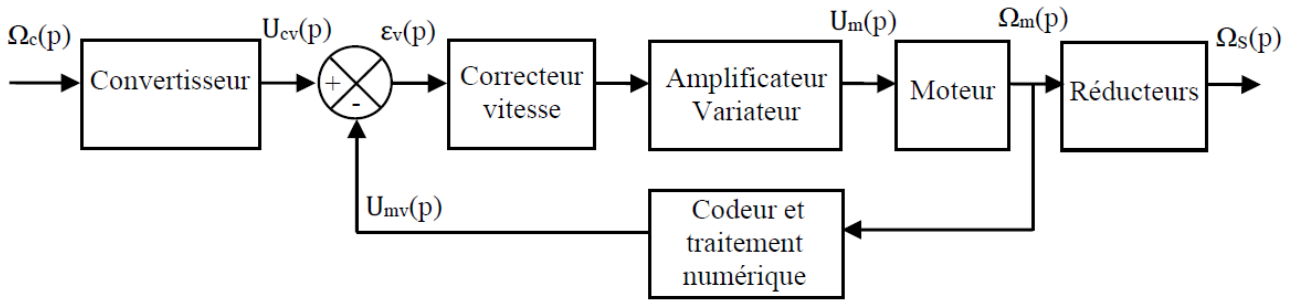 Ωc(p)
Convertisseur
Ucv(p)
+
-
εv(p)
Correcteur
vitesse
Amplificateur
Variateur
Um(p)
Moteur
Ωm(p)
Réducteurs
ΩS(p)
Umv(p)
Codeur et
traitement
numérique